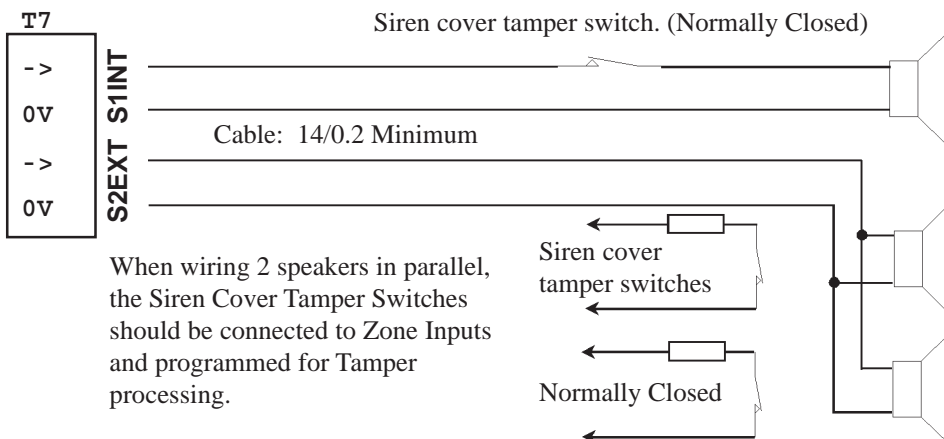 T7
Siren cover tamper switch. (Normally Closed)
->
0V
S1INT
->
0V
S2EXT
Cable: 14/0.2 Minimum
When wiring 2 speakers in parallel,
the Siren Cover Tamper Switches
should be connected to Zone Inputs
and programmed for Tamper
processing.
Siren cover
tamper switches
Normally Closed